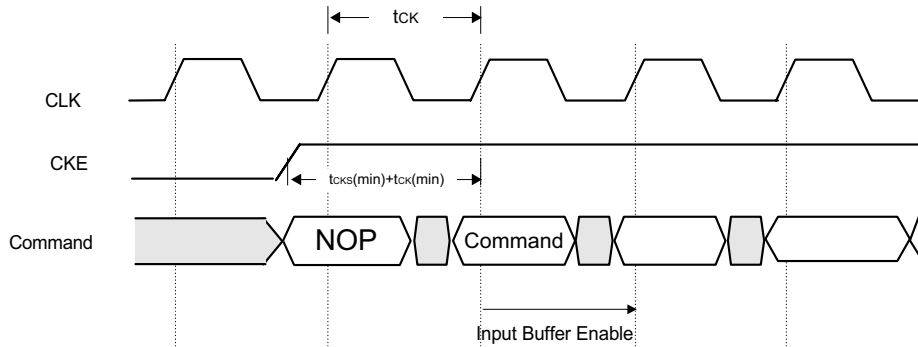 tCK
CLK
CKE
tCKS(min)+tCK(min)
Command
NOP
Command
Input Buffer Enable